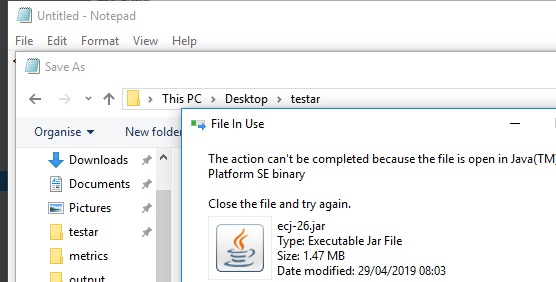 Untitled - Notepad
File Edit Format View Help
Save As
This PC Desktop testar
Organise New folder
File In Use
Downloads
Documents
Pictures
testar
metrics
output
The action can't be completed because the file is open in Java(TM)
Platform SE binary
Close the file and try again.
ecj-26.jar
Type: Executable Jar File
Size: 1.47 MB
Date modified: 29/04/2019 08:03